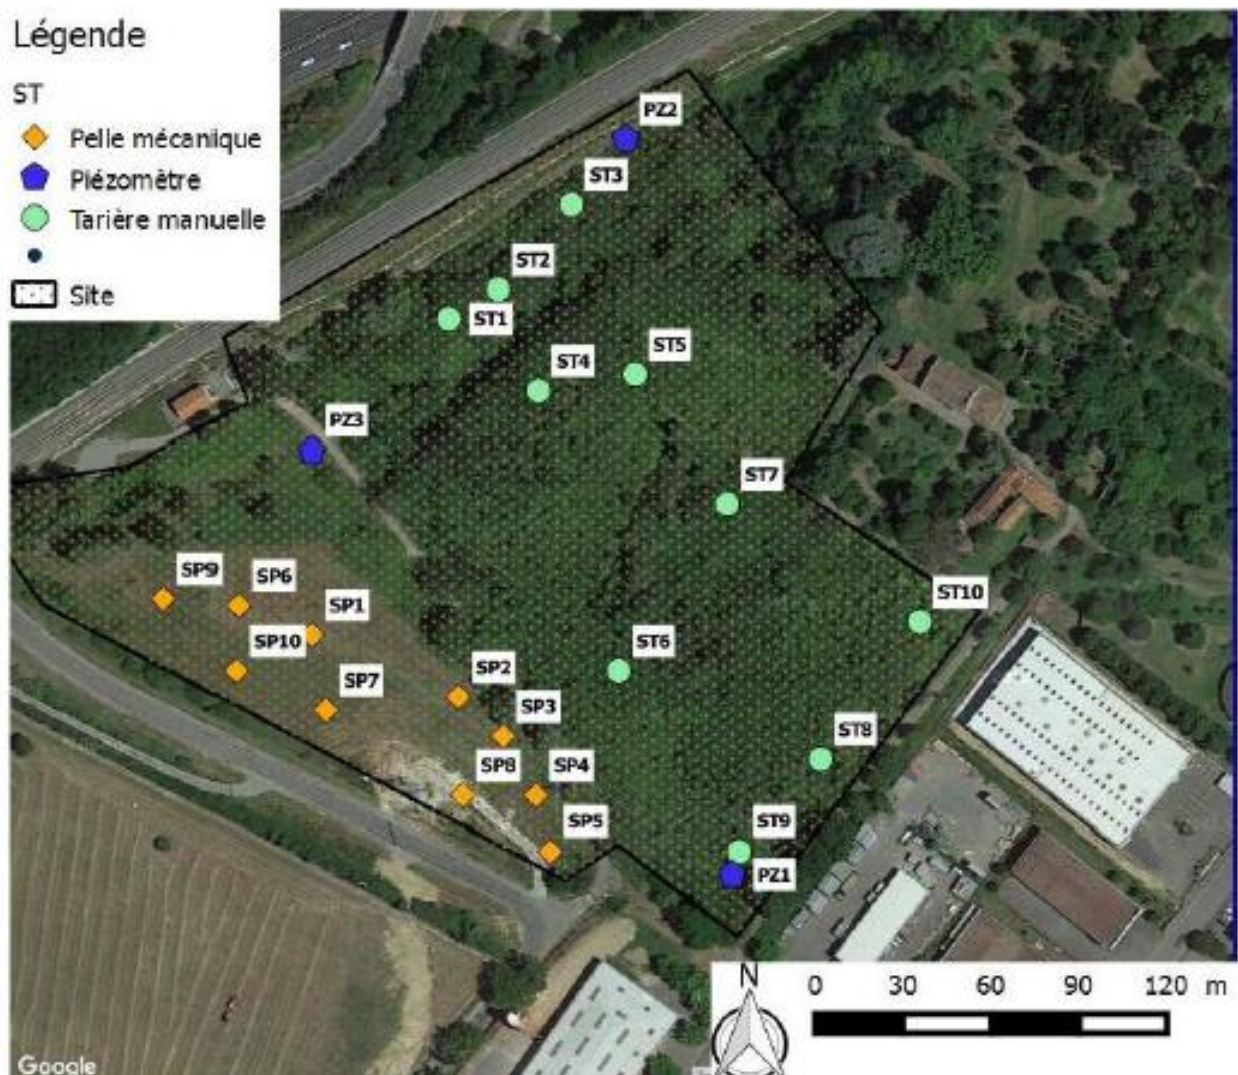 Légende
ST
Pelle mécanique
Piézomètre
Tarière manuelle
Site
PZ2
ST3
ST2
ST1
ST5
ST4
PZ3
ST7
SP9
SP6
SP1
ST10
SP10
ST6
SP2
SP7
SP3
ST8
SP8
SP4
SP5
ST9
PZ1
N
0 30 60 90 120 m
Google